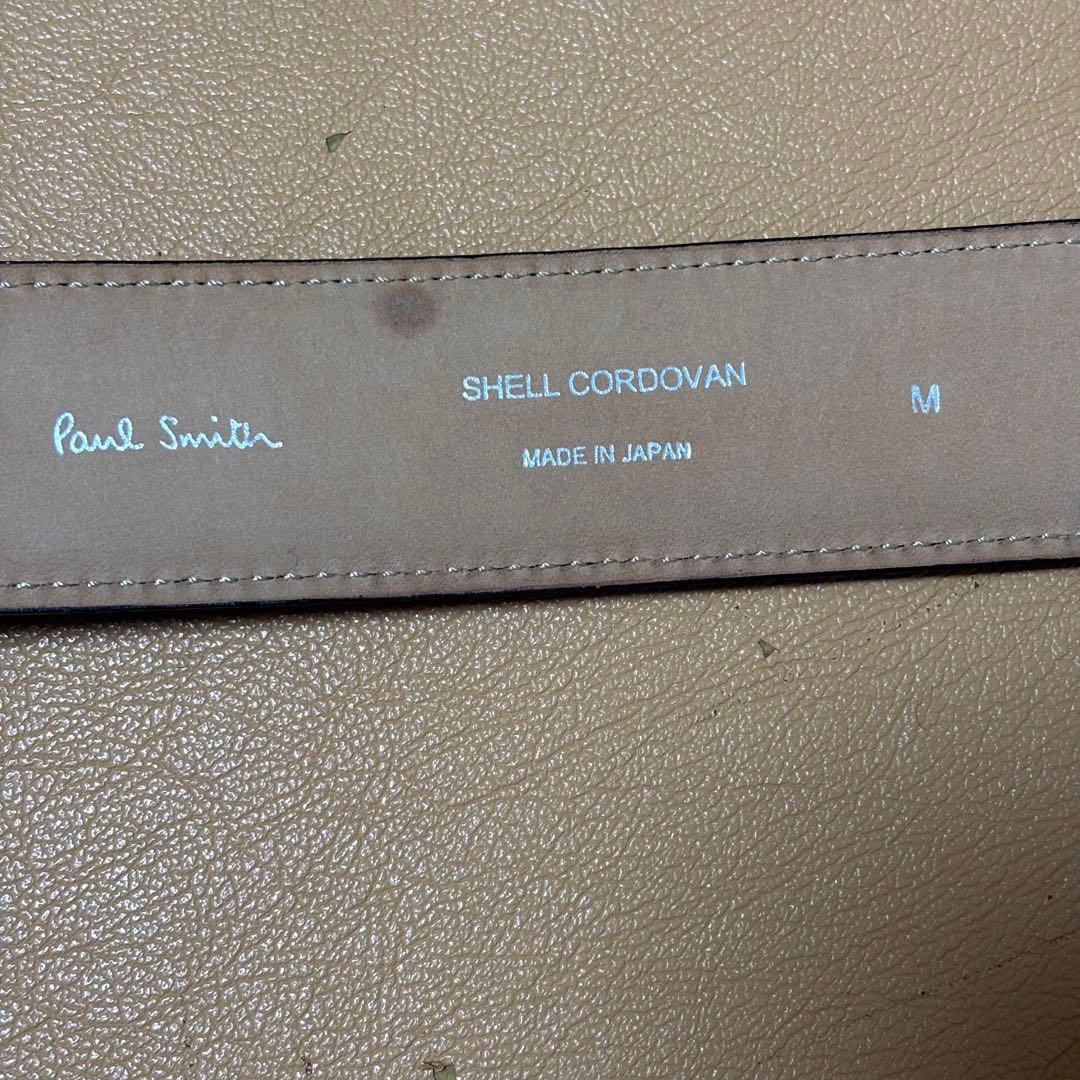 Paul Smith
SHELL CORDOVAN
MADE IN JAPAN
M